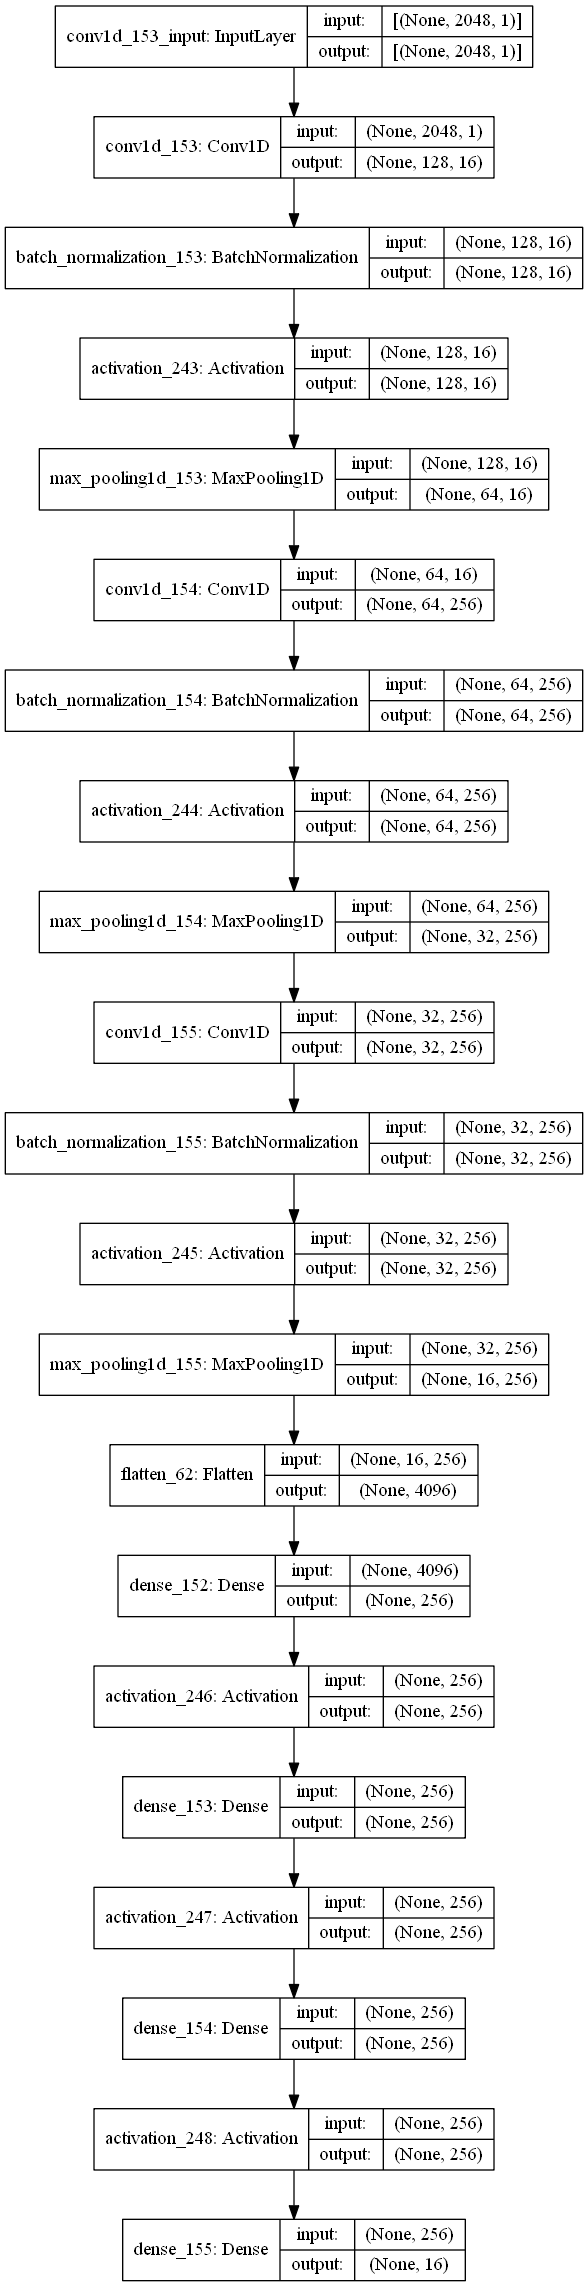 conv1d_153_input: InputLayer
input: [(None, 2048, 1)]
output: [(None, 2048, 1)]
conv1d_153: Conv1D
input: (None, 2048, 1)
output: (None, 128, 16)
batch_normalization_153: BatchNormalization
input: (None, 128, 16)
output: (None, 128, 16)
activation_243: Activation
input: (None, 128, 16)
output: (None, 128, 16)
max_pooling1d_153: MaxPooling1D
input: (None, 128, 16)
output: (None, 64, 16)
conv1d_154: Conv1D
input: (None, 64, 16)
output: (None, 64, 256)
batch_normalization_154: BatchNormalization
input: (None, 64, 256)
output: (None, 64, 256)
activation_244: Activation
input: (None, 64, 256)
output: (None, 64, 256)
max_pooling1d_154: MaxPooling1D
input: (None, 64, 256)
output: (None, 32, 256)
conv1d_155: Conv1D
input: (None, 32, 256)
output: (None, 32, 256)
batch_normalization_155: BatchNormalization
input: (None, 32, 256)
output: (None, 32, 256)
activation_245: Activation
input: (None, 32, 256)
output: (None, 32, 256)
max_pooling1d_155: MaxPooling1D
input: (None, 32, 256)
output: (None, 16, 256)
flatten_62: Flatten
input: (None, 16, 256)
output: (None, 4096)
dense_152: Dense
input: (None, 4096)
output: (None, 256)
activation_246: Activation
input: (None, 256)
output: (None, 256)
dense_153: Dense
input: (None, 256)
output: (None, 256)
activation_247: Activation
input: (None, 256)
output: (None, 256)
dense_154: Dense
input: (None, 256)
output: (None, 256)
activation_248: Activation
input: (None, 256)
output: (None, 256)
dense_155: Dense
input: (None, 256)
output: (None, 16)